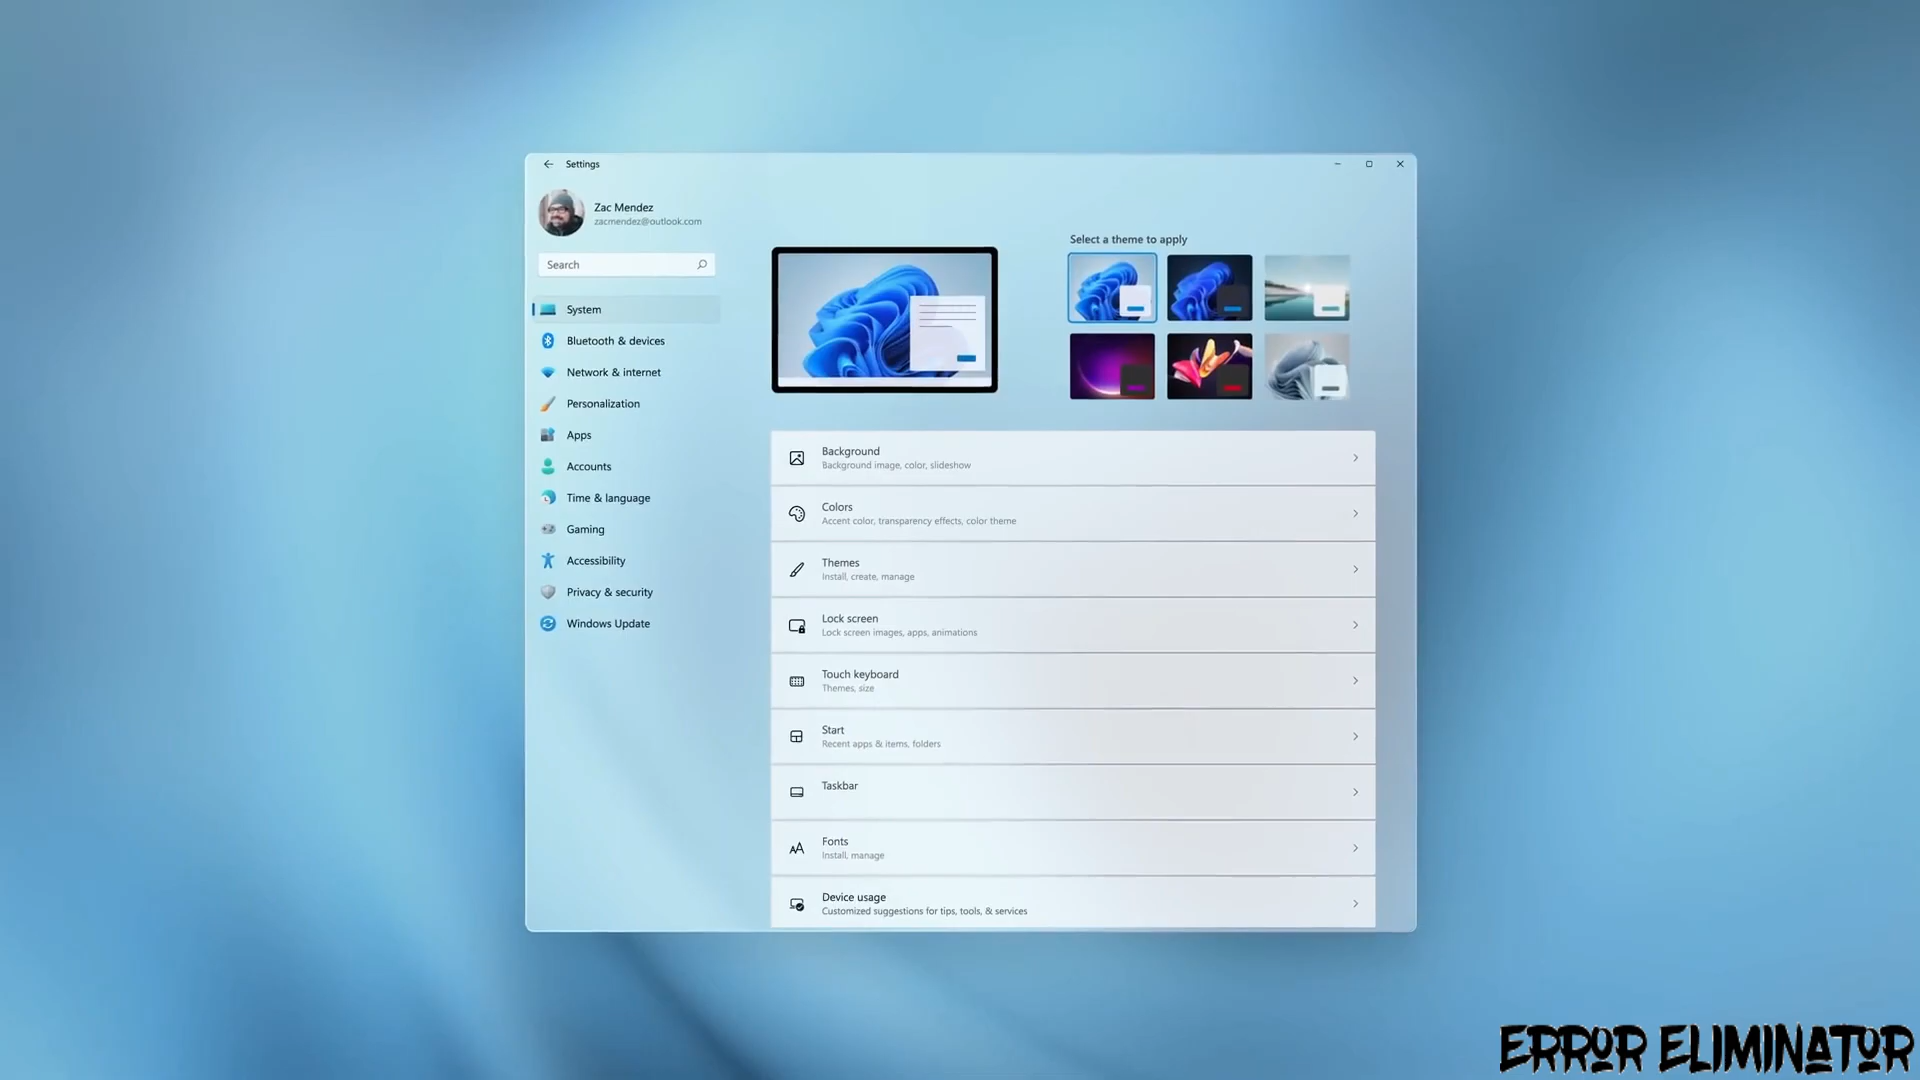 Settings
Zac Mendez
zacmendez@outlook.com
Search
System
Bluetooth & devices
Network & internet
Personalization
Apps
Accounts
Time & language
Gaming
Accessibility
Privacy & security
Windows Update
Select a theme to apply
Background
Background image, color, slideshow
Colors
Accent color, transparency effects, color theme
Themes
Install, create, manage
Lock screen
Lock screen images, apps, animations
Touch keyboard
Themes, size
Start
Recent apps & items, folders
Taskbar
Fonts
Install, manage
Device usage
Customized suggestions for tips, tools, & services
ERROR ELIMINATOR